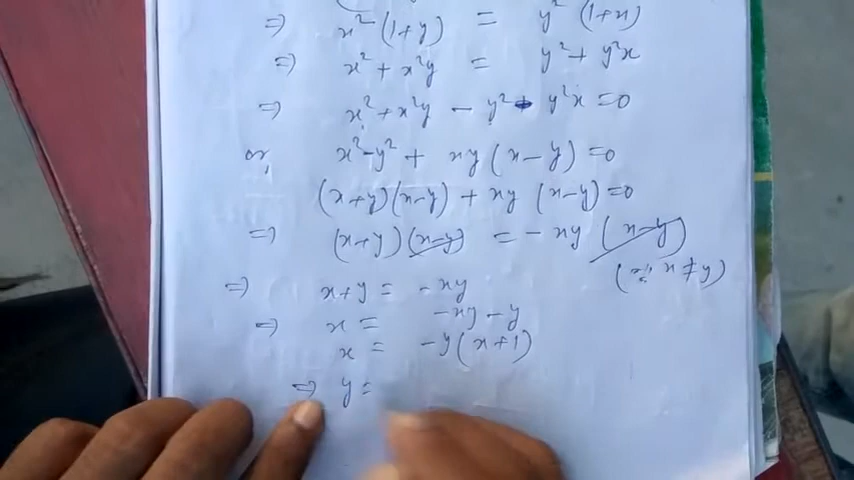 ⇒ x² (1+y) = y² (1+x)
⇒ x² + x²y = y² + y²x
⇒ x² + x²y - y² - y²x = 0
or, x² - y² + xy (x - y) = 0
(x+y)(x-y) + xy (x-y) = 0
⇒ (x+y)(x-y) = - xy (x-y)
(∵ x ≠ y)
⇒ x+y = - xy
⇒ x = - xy - y
x = - y (x+1)
⇒ y =